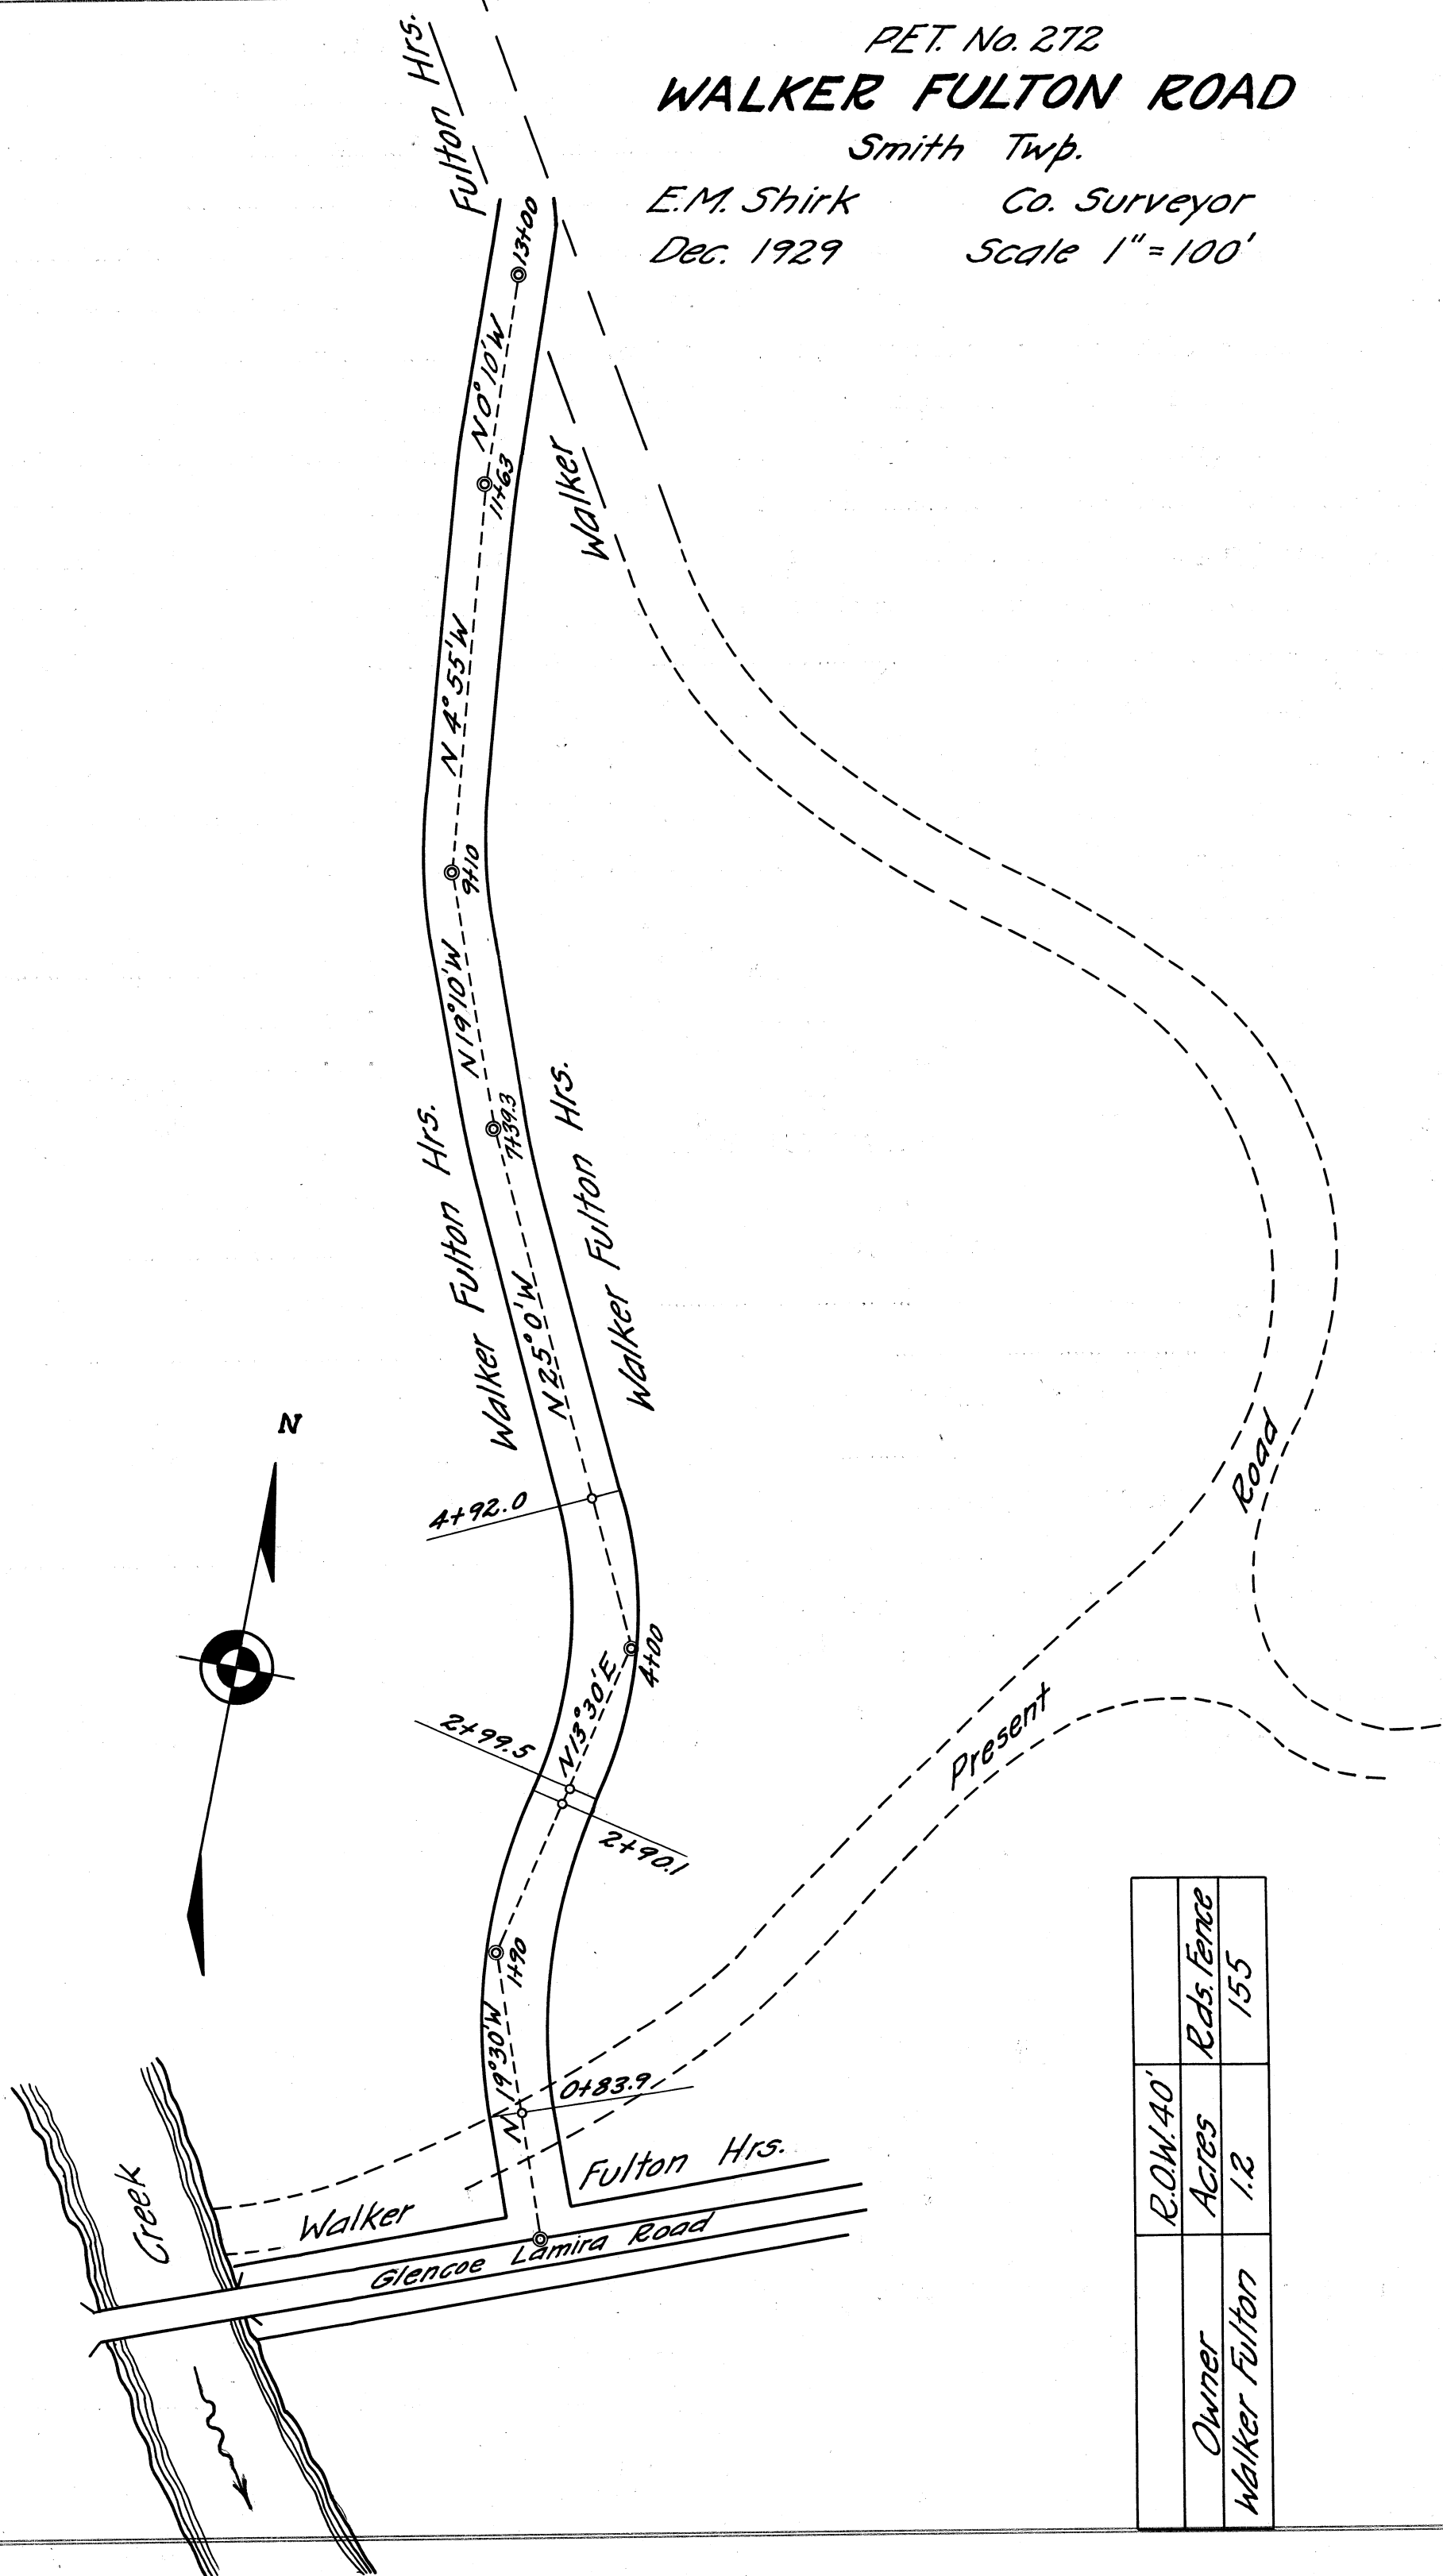 PET. No. 272
WALKER FULTON ROAD
Smith Twp.
E.M. Shirk Co. Surveyor
Dec. 1929 Scale 1" = 100'
Fulton Hrs.
13+00
N 0° 10' W
11+63
Walker
N 4° 55' W
9+10
N 19° 10' W
7+39.3
Walker Fulton Hrs.
Walker Fulton Hrs.
N 25° 0' W
N
4+92.0
Road
4+00
N 13° 30' E
2+99.5
Present
2+90.1
1+90
N 19° 30' W
0+83.9
Fulton Hrs.
Walker
Creek
Glencoe Lamira Road
R.O.W. 40'
Owner Acres Rds. Fence
Walker Fulton 1.2 155